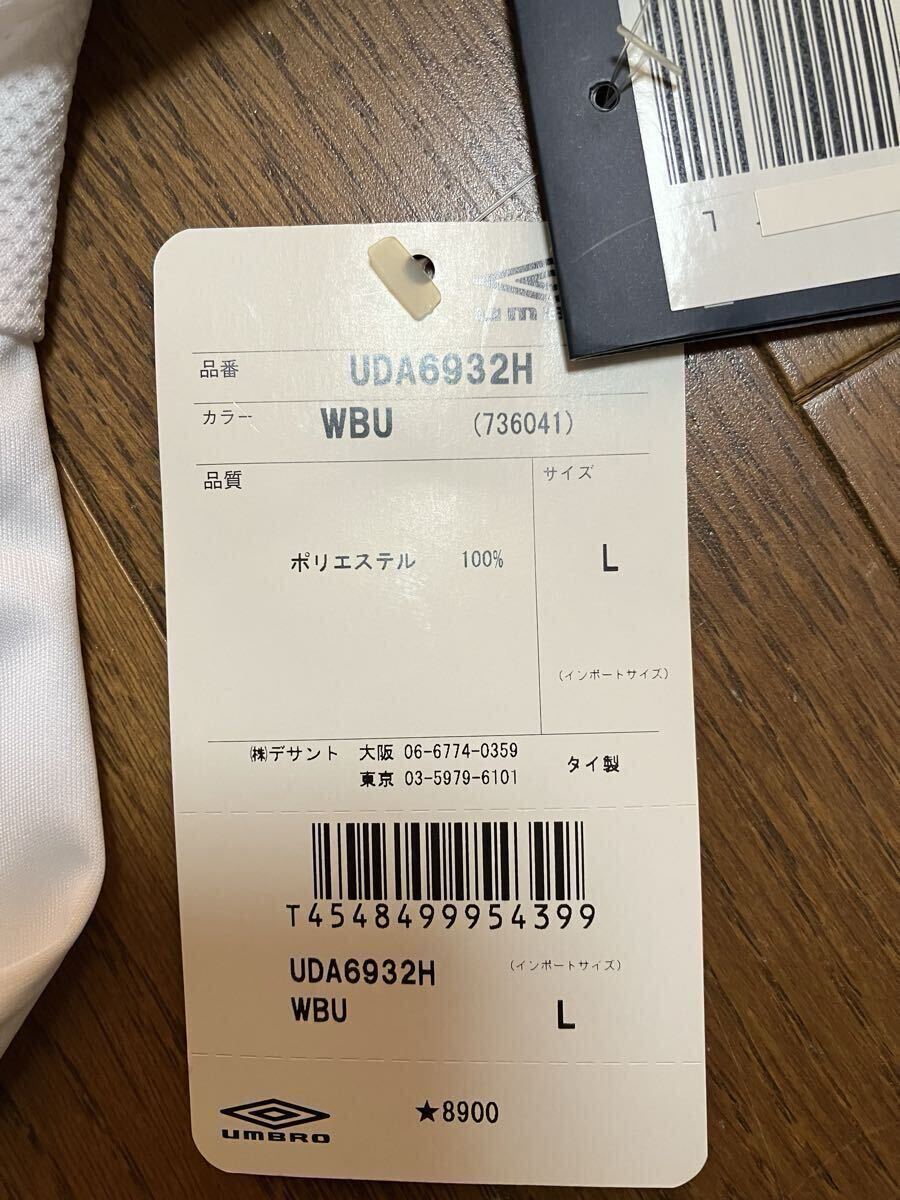 L
品番 UDA6932H
カラー WBU (736041)
品質 サイズ
ポリエステル 100% L
(インポートサイズ)
㈱デサント 大阪 06-6774-0359
東京 03-5979-6101 タイ製
T4548499954399
UDA6932H (インポートサイズ)
WBU L
UMBRO ★8900